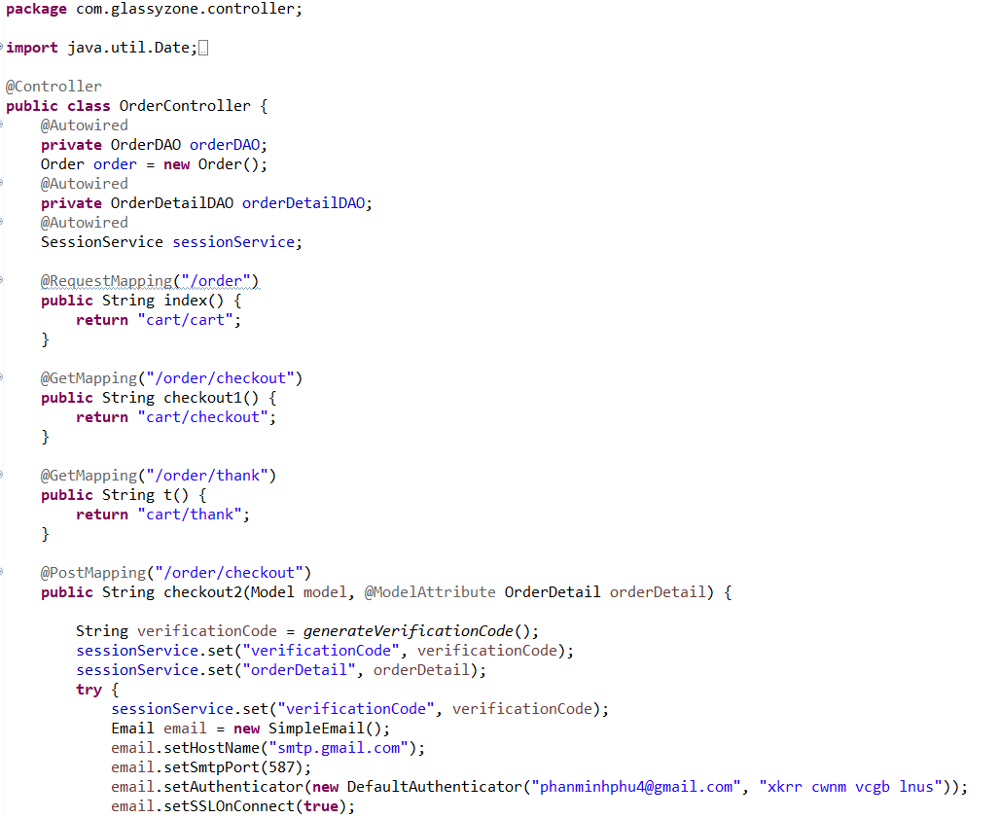 package com.glassyzone.controller;
import java.util.Date;
@Controller
public class OrderController {
@Autowired
private OrderDAO orderDAO;
Order order = new Order();
@Autowired
private OrderDetailDAO orderDetailDAO;
@Autowired
SessionService sessionService;
@RequestMapping("/order")
public String index() {
return "cart/cart";
}
@GetMapping("/order/checkout")
public String checkout1() {
return "cart/checkout";
}
@GetMapping("/order/thank")
public String t() {
return "cart/thank";
}
@PostMapping("/order/checkout")
public String checkout2(Model model, @ModelAttribute OrderDetail orderDetail) {
String verificationCode = generateVerificationCode();
sessionService.set("verificationCode", verificationCode);
sessionService.set("orderDetail", orderDetail);
try {
sessionService.set("verificationCode", verificationCode);
Email email = new SimpleEmail();
email.setHostName("smtp.gmail.com");
email.setSmtpPort(587);
email.setAuthenticator(new DefaultAuthenticator("phanminhphu4@gmail.com", "xkrr cwnm vcgb lnus"));
email.setSSLOnConnect(true);